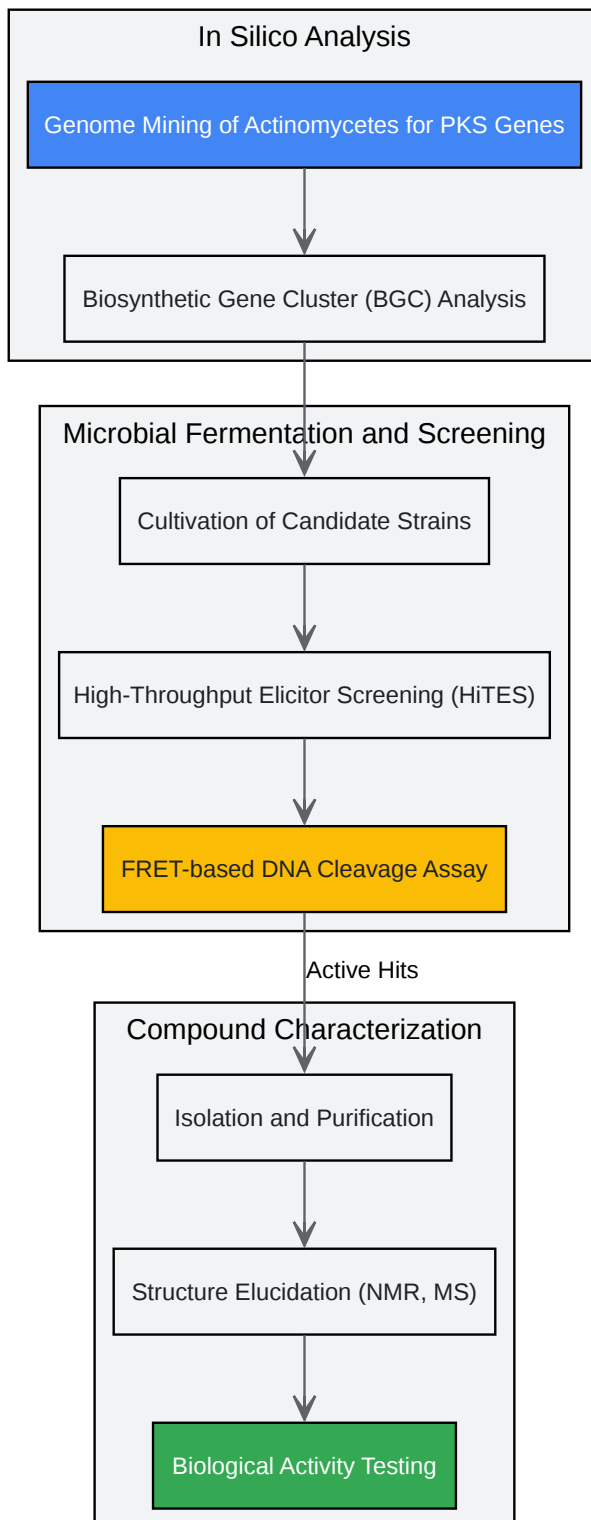 In Silico Analysis
Genome Mining of Actinomycetes for PKS Genes
Biosynthetic Gene Cluster (BGC) Analysis
Microbial Fermentation and Screening
Cultivation of Candidate Strains
High-Throughput Elicitor Screening (HiTES)
FRET-based DNA Cleavage Assay
Active Hits
Compound Characterization
Isolation and Purification
Structure Elucidation (NMR, MS)
Biological Activity Testing